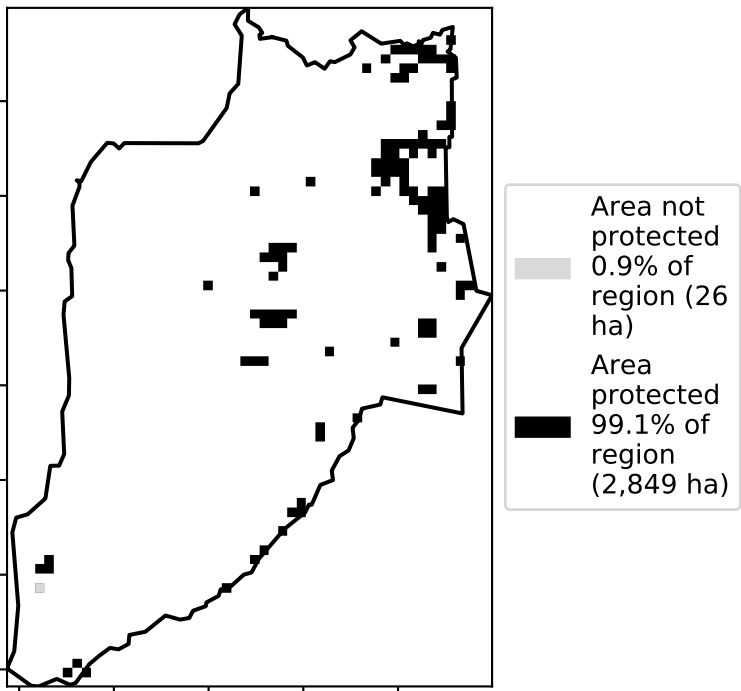 Area not
protected
0.9% of
region (26
ha)
Area
protected
99.1% of
region
(2,849 ha)